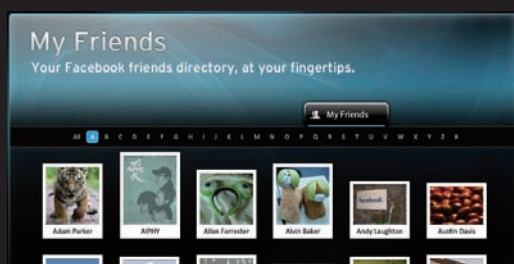 My Friends
Your Facebook friends directory, at your fingertips.
My Friends
All A B C D E F G H I J K L M N O P Q R S T U V W X Y Z #
facebook
Adam Parker AIPHY Allan Forrester Alvin Baker Andy Laughton Austin Davis